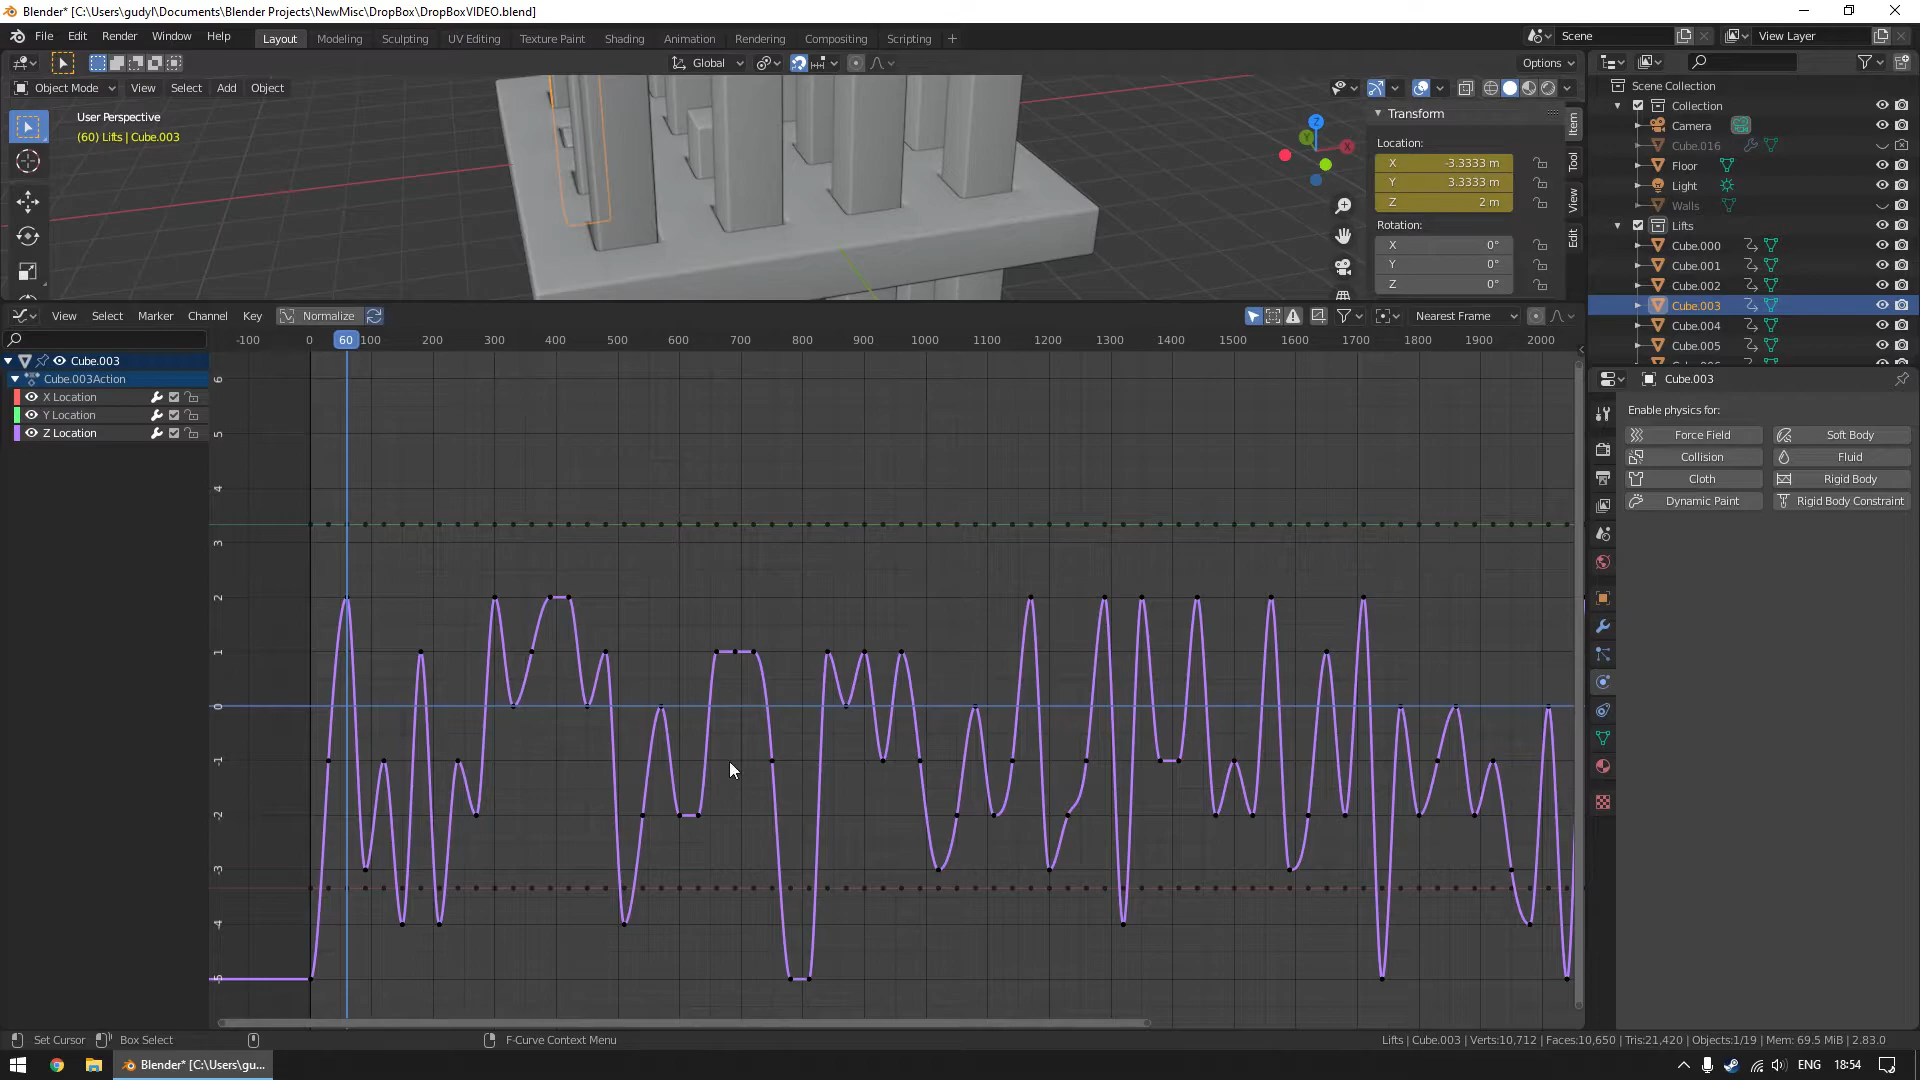 Blender* [C:\Users\gudyl\Documents\Blender Projects\NewMisc\DropBox\DropBoxVIDEO.blend]
File Edit Render Window Help Layout Modeling Sculpting UV Editing Texture Paint Shading Animation Rendering Compositing Scripting + Scene View Layer
Global Options
Object Mode View Select Add Object
User Perspective
(60) Lifts | Cube.003
Z
Y
X
Transform
Location:
X -3.3333 m
Y 3.3333 m
Z 2 m
Rotation:
X 0°
Y 0°
Z 0°
Item
Tool
View
Edit
Scene Collection
Collection
Camera
Cube.016
Floor
Light
Walls
Lifts
Cube.000
Cube.001
Cube.002
Cube.003
Cube.004
Cube.005
View Select Marker Channel Key Normalize Nearest Frame
-100 0 60 100 200 300 400 500 600 700 800 900 1000 1100 1200 1300 1400 1500 1600 1700 1800 1900 2000
Cube.003
Cube.003Action
X Location
Y Location
Z Location
6
5
4
3
2
1
0
-1
-2
-3
-4
-5
Cube.003
Enable physics for:
Force Field Soft Body
Collision Fluid
Cloth Rigid Body
Dynamic Paint Rigid Body Constraint
Set Cursor Box Select F-Curve Context Menu Lifts | Cube.003 | Verts:10,712 | Faces:10,650 | Tris:21,420 | Objects:1/19 | Mem: 69.5 MiB | 2.83.0
Blender* [C:\Users\gu... ENG 18:54